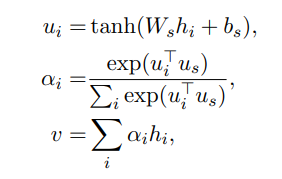 u_i = tanh(W_s h_i + b_s),
α_i = exp(u_i^⊤ u_s) / ∑_i exp(u_i^⊤ u_s),
v = ∑_i α_i h_i,